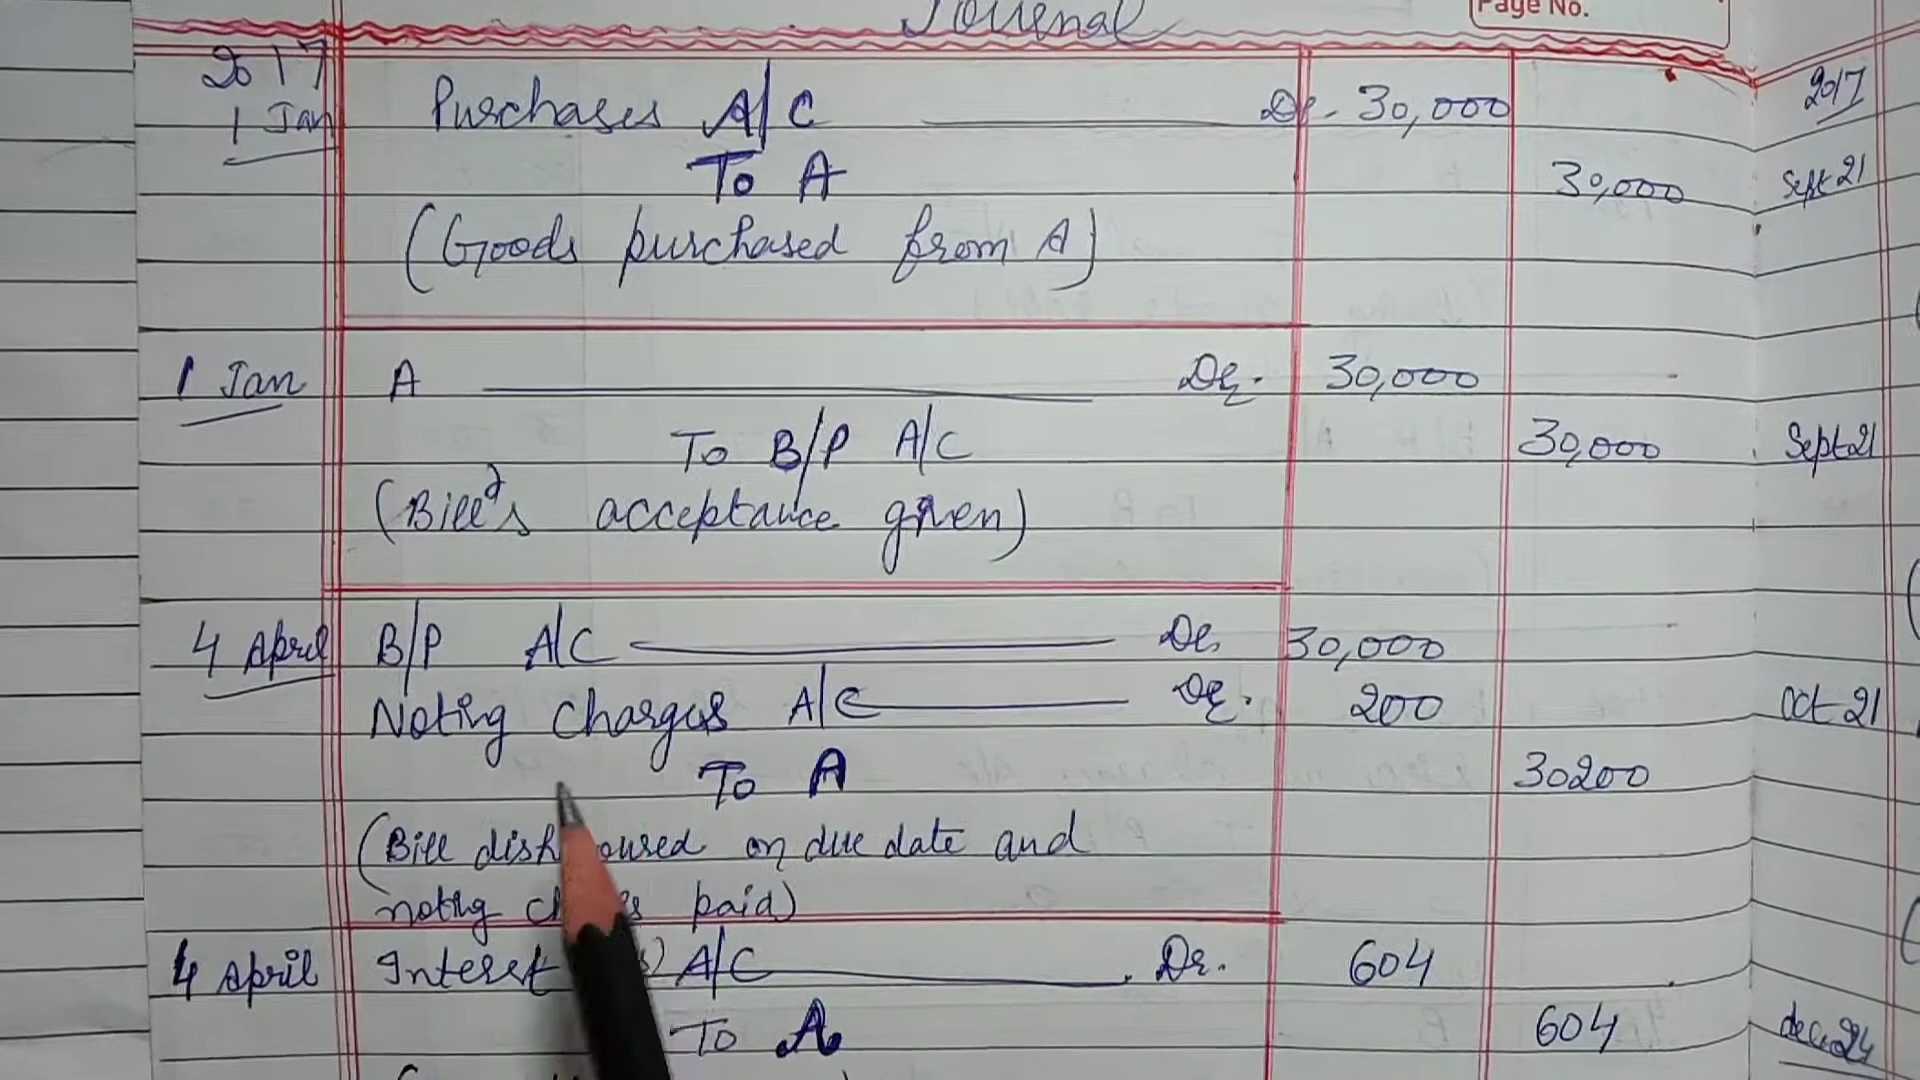 Journal
Page No.
2017
1 Jan Purchases A/C Dr. 30,000
To A 30,000
(Goods purchased from A)
1 Jan A Dr. 30,000
To B/P A/C 30,000
(Bill's acceptance given)
4 April B/P A/C Dr. 30,000
Noting Charges A/C Dr. 200
To A 30200
(Bill dishonoured on due date and
noting charges paid)
4 April Interest A/C Dr. 604
To A. 604
2017
Sept 21
Sept 21
Oct 21
dec. 24